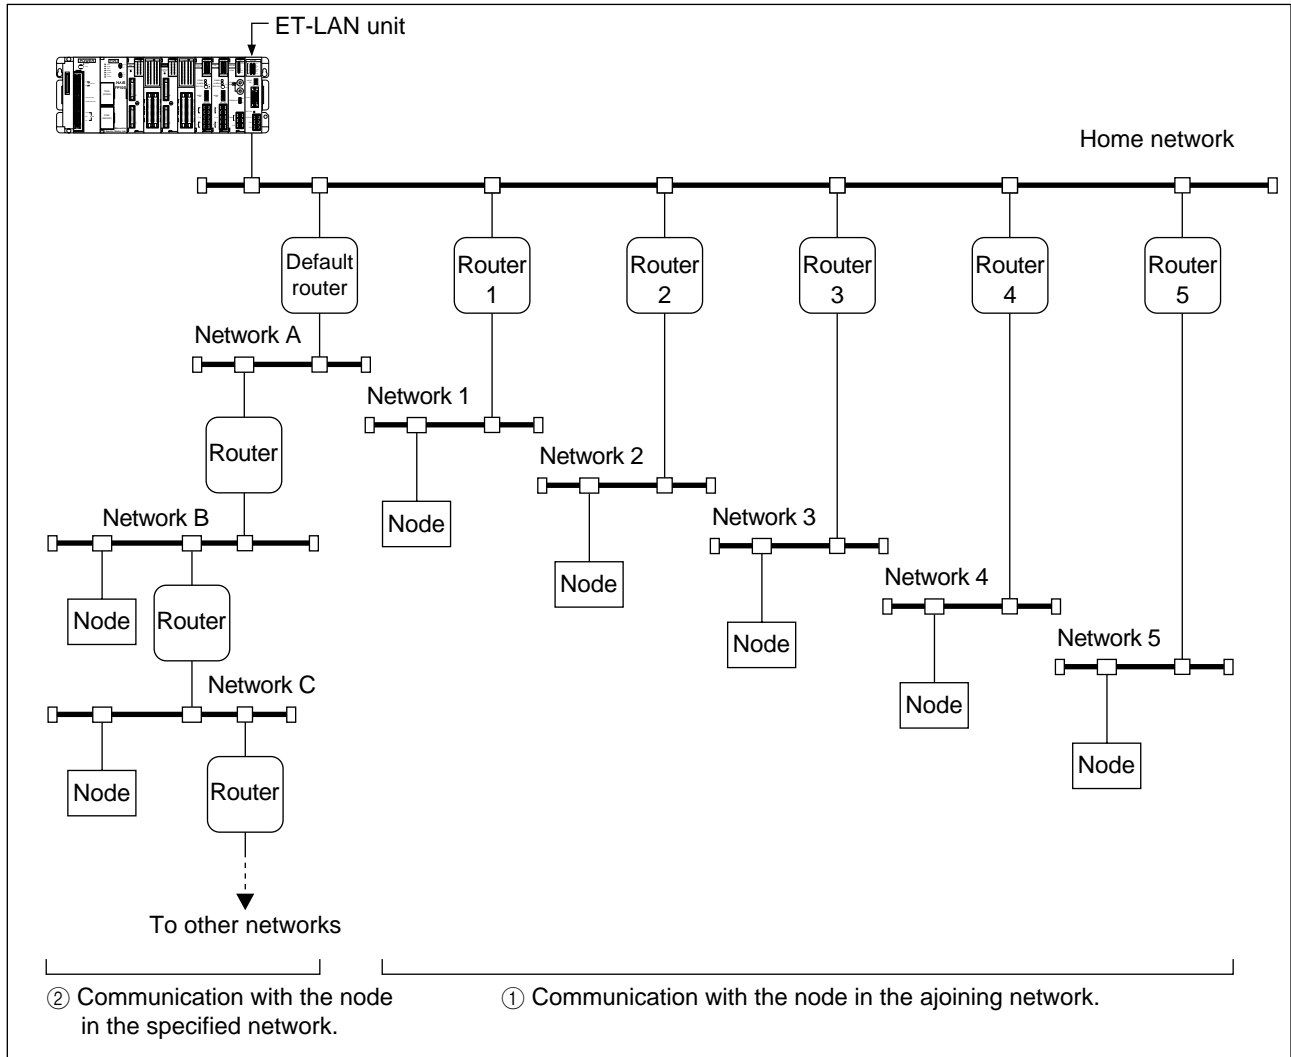 ET-LAN unit
Home network
Default
router
Router
1
Router
2
Router
3
Router
4
Router
5
Network A
Network 1
Router
Network 2
Node
Network B
Network 3
Node
Network 4
Node
Router
Node
Network 5
Node
Network C
Node
Node
Router
Node
To other networks
② Communication with the node
in the specified network.
① Communication with the node in the ajoining network.